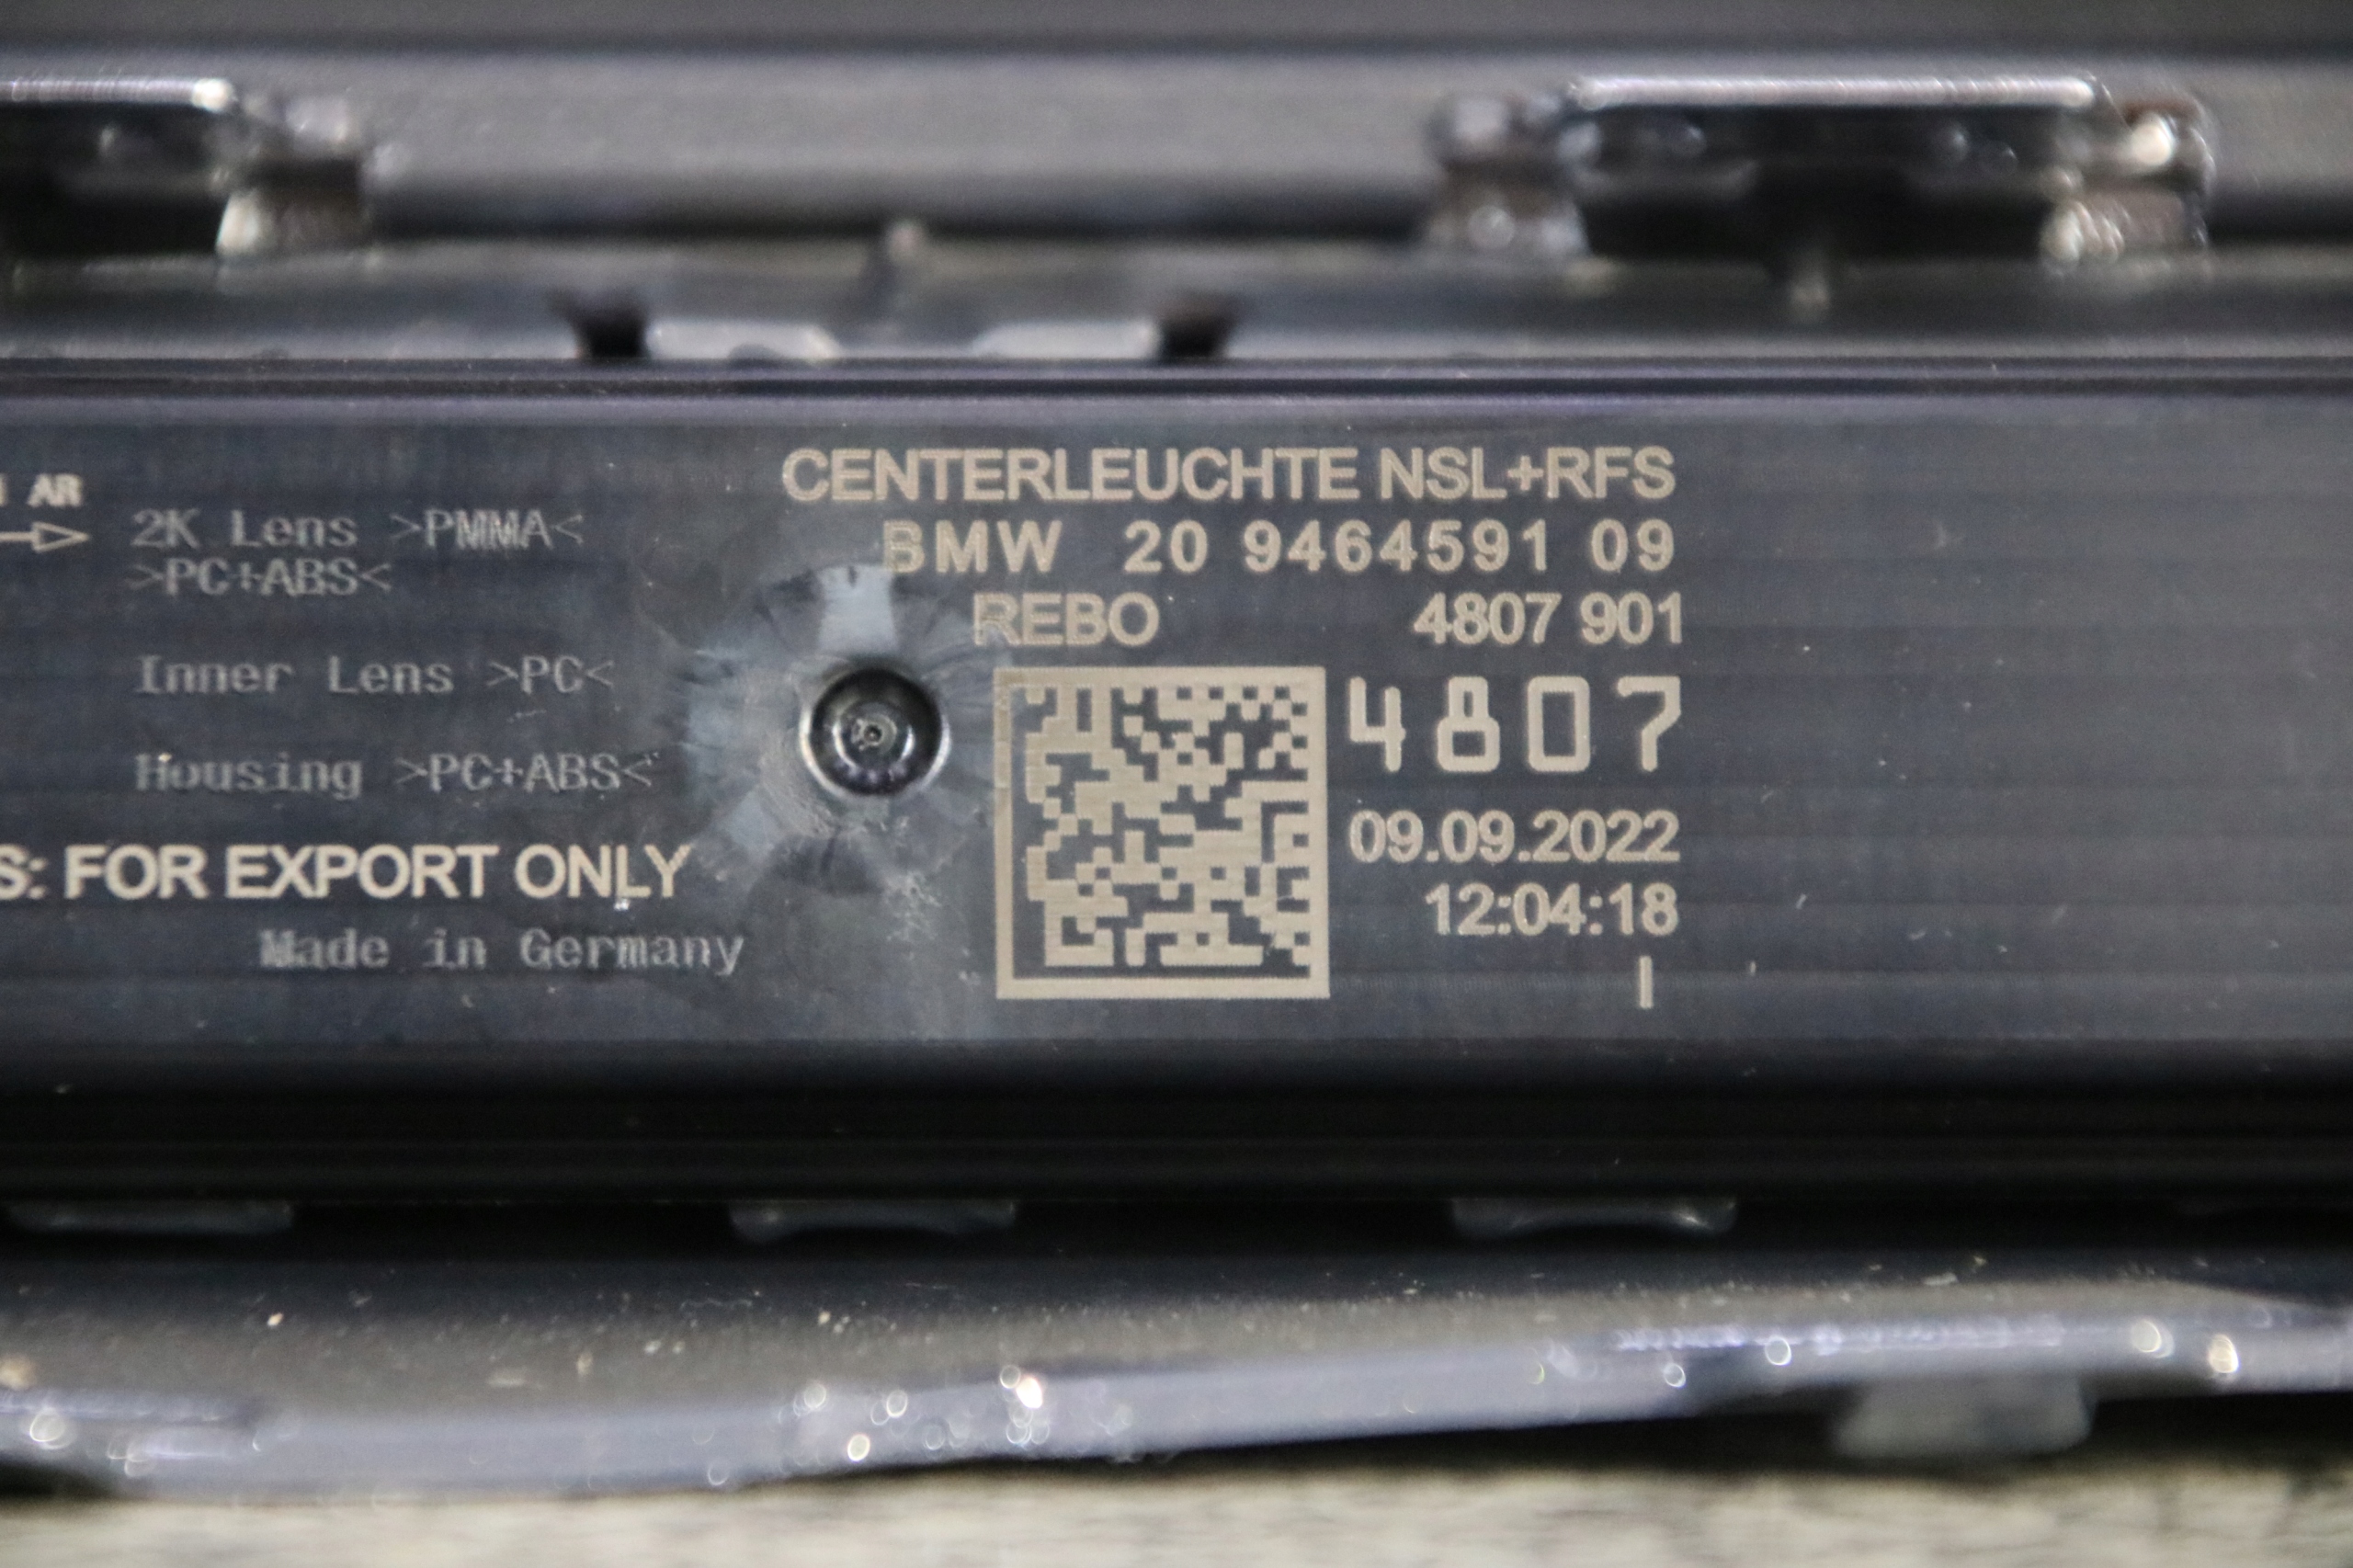 AR
2K Lens >PMMA<
>PC+ABS<
Inner Lens >PC<
Housing >PC+ABS<
S: FOR EXPORT ONLY
Made in Germany
CENTERLEUCHTE NSL+RFS
BMW 20 9464591 09
REBO 4807 901
4807
09.09.2022
12:04:18
I